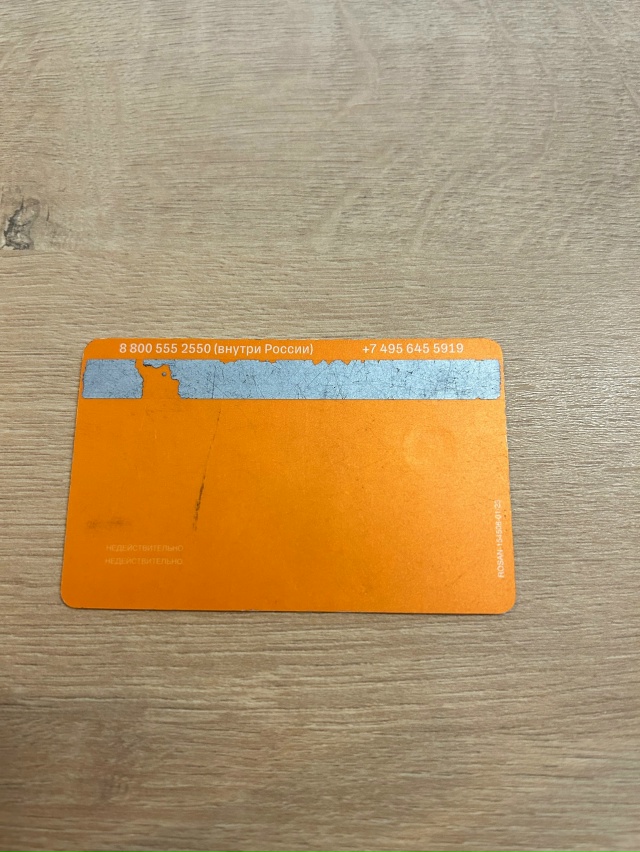 8 800 555 2550 (внутри России) +7 495 645 5919
НЕДЕЙСТВИТЕЛЬНО
НЕДЕЙСТВИТЕЛЬНО